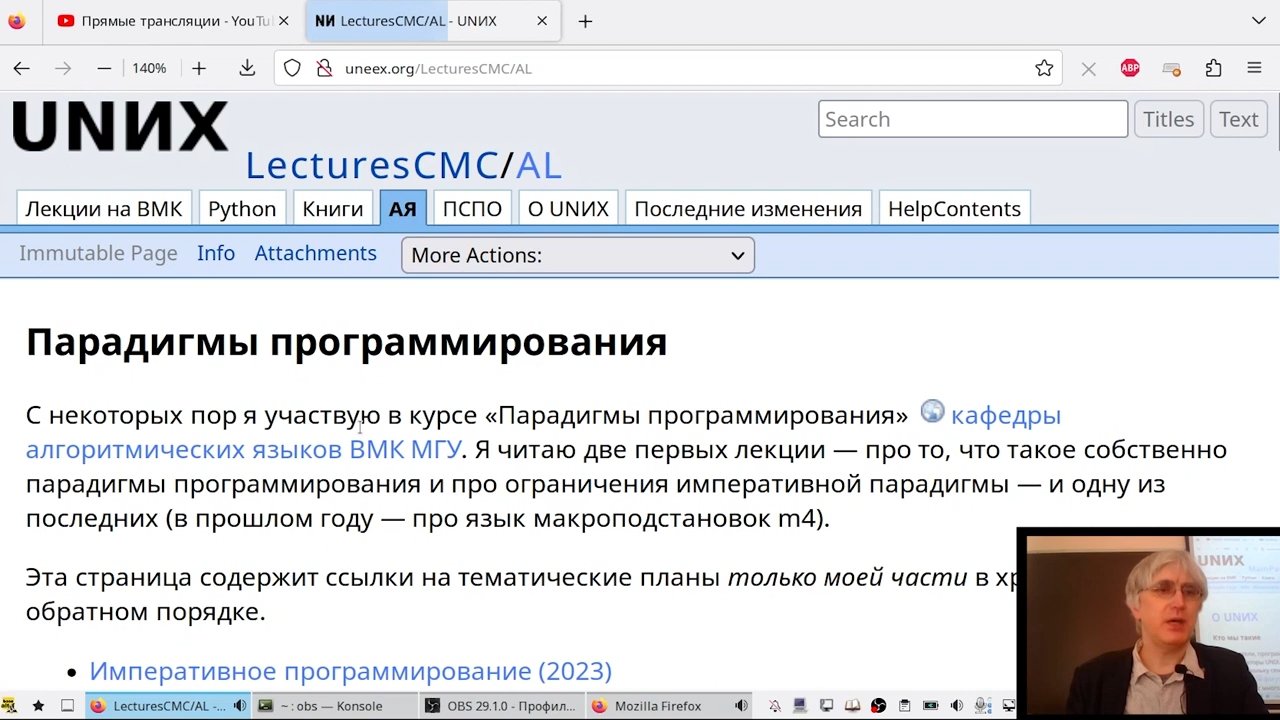 Прямые трансляции - YouTu
LecturesCMC/AL - UNИX
140%
uneex.org/LecturesCMC/AL
ABP
UNИX
LecturesCMC/AL
Search
Titles
Text
Лекции на ВМК
Python
Книги
АЯ
ПСПО
О UNИX
Последние изменения
HelpContents
Immutable Page
Info
Attachments
More Actions:
Парадигмы программирования
С некоторых пор я участвую в курсе «Парадигмы программирования» кафедры
алгоритмических языков ВМК МГУ. Я читаю две первых лекции — про то, что такое собственно
парадигмы программирования и про ограничения императивной парадигмы — и одну из
последних (в прошлом году — про язык макроподстановок m4).
Эта страница содержит ссылки на тематические планы только моей части в
обратном порядке.
Императивное программирование (2023)
UNИX
О UNИX
Кто мы такие
LecturesCMC/AL -...
~ : obs — Konsole
OBS 29.1.0 - Профил...
Mozilla Firefox